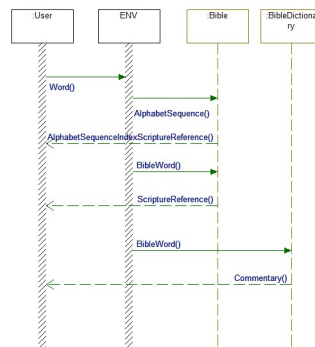 :User
ENV
:Bible
:BibleDictiona
ry
Word()
AlphabetSequence()
AlphabetSequenceIndexScriptureReference()
BibleWord()
ScriptureReference()
BibleWord()
Commentary()